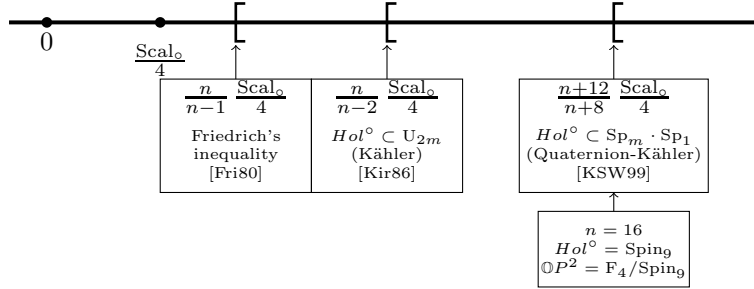 0
Scal∘/4
n/(n−1) Scal∘/4
Friedrich's
inequality
[Fri80]
n/(n−2) Scal∘/4
Hol° ⊂ U₂ₘ
(Kähler)
[Kir86]
(n+12)/(n+8) Scal∘/4
Hol° ⊂ Spₘ · Sp₁
(Quaternion-Kähler)
[KSW99]
n = 16
Hol° = Spin₉
𝕆P² = F₄/Spin₉